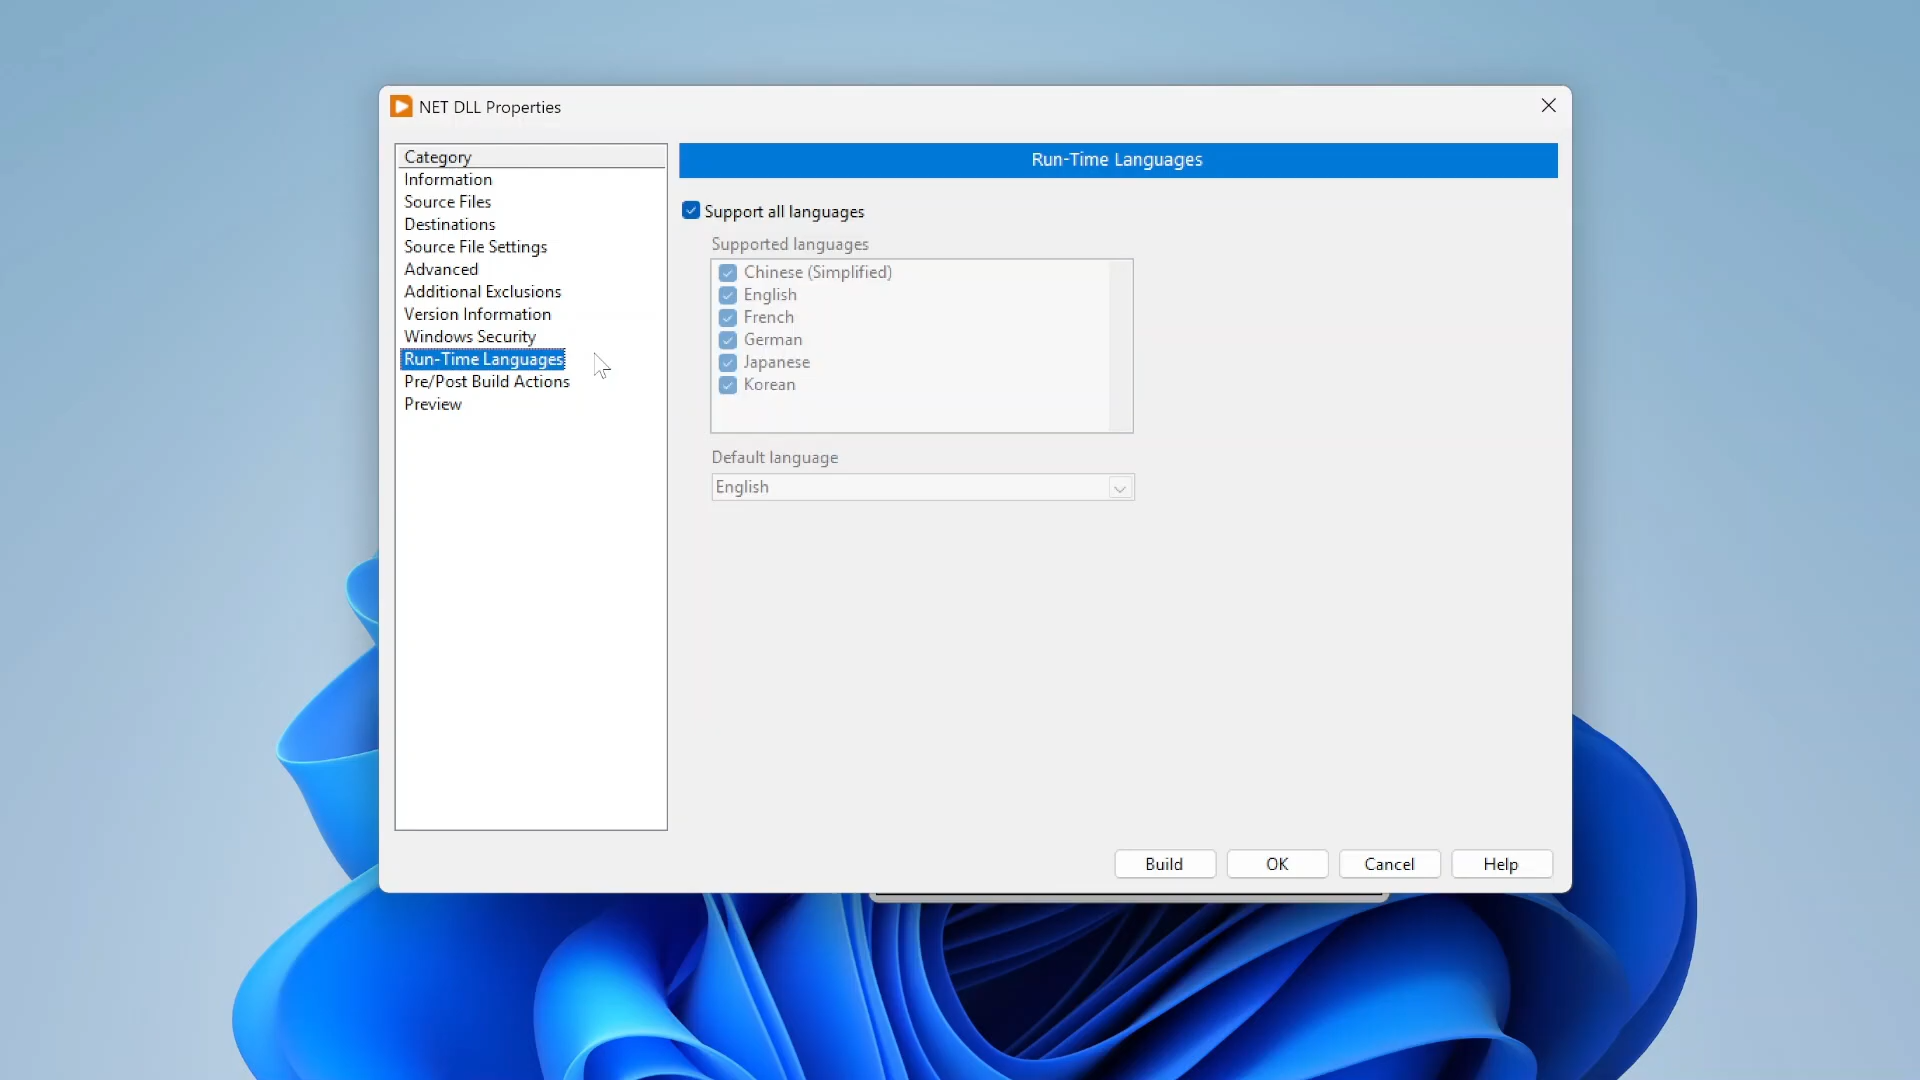 NET DLL Properties
Category
Information
Source Files
Destinations
Source File Settings
Advanced
Additional Exclusions
Version Information
Windows Security
Run-Time Languages
Pre/Post Build Actions
Preview
Run-Time Languages
Support all languages
Supported languages
Chinese (Simplified)
English
French
German
Japanese
Korean
Default language
English
Build
OK
Cancel
Help